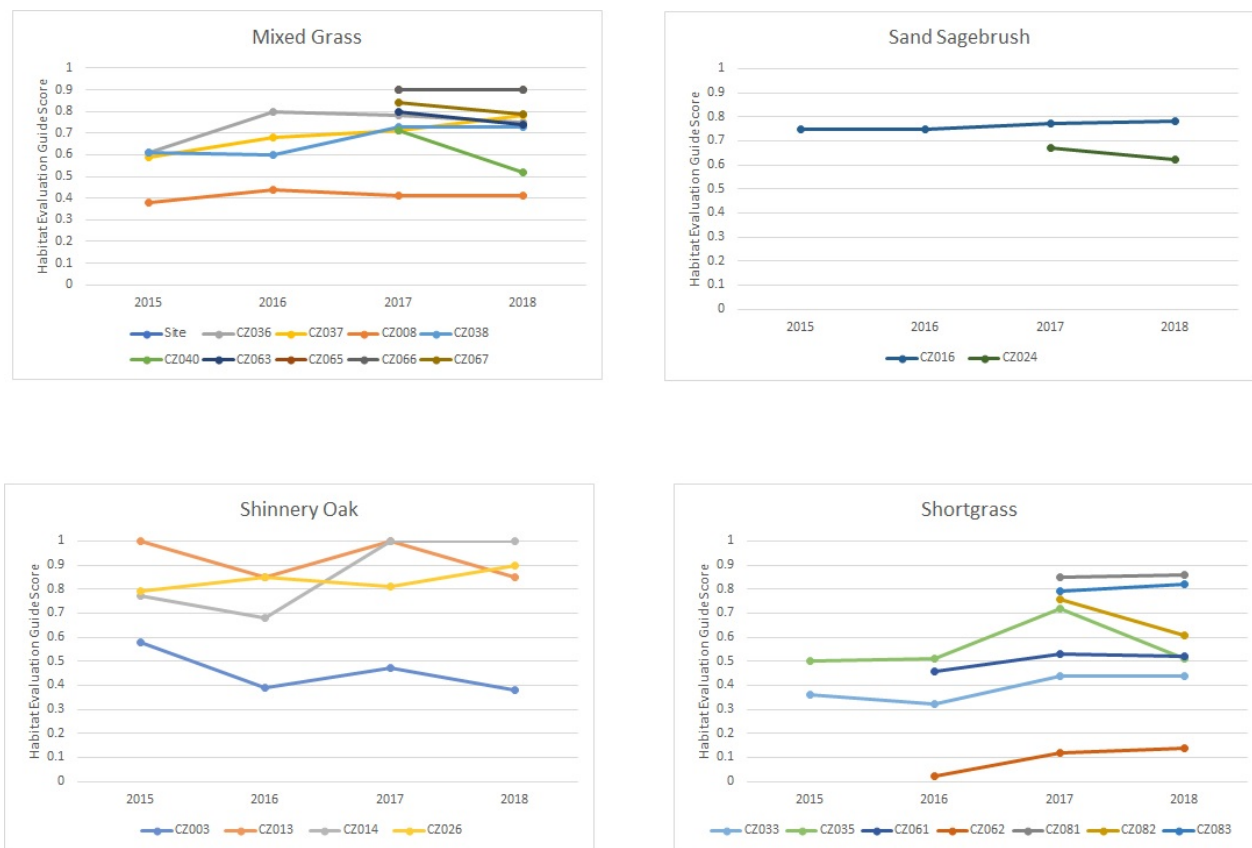 Mixed Grass
Habitat Evaluation Guide Score
1
0.9
0.8
0.7
0.6
0.5
0.4
0.3
0.2
0.1
0
2015 2016 2017 2018
Site CZ036 CZ037 CZ008 CZ038
CZ040 CZ063 CZ065 CZ066 CZ067
Sand Sagebrush
Habitat Evaluation Guide Score
1
0.9
0.8
0.7
0.6
0.5
0.4
0.3
0.2
0.1
0
2015 2016 2017 2018
CZ016 CZ024
Shinnery Oak
Habitat Evaluation Guide Score
1
0.9
0.8
0.7
0.6
0.5
0.4
0.3
0.2
0.1
0
2015 2016 2017 2018
CZ003 CZ013 CZ014 CZ026
Shortgrass
Habitat Evaluation Guide Score
1
0.9
0.8
0.7
0.6
0.5
0.4
0.3
0.2
0.1
0
2015 2016 2017 2018
CZ033 CZ035 CZ061 CZ062 CZ081 CZ082 CZ083